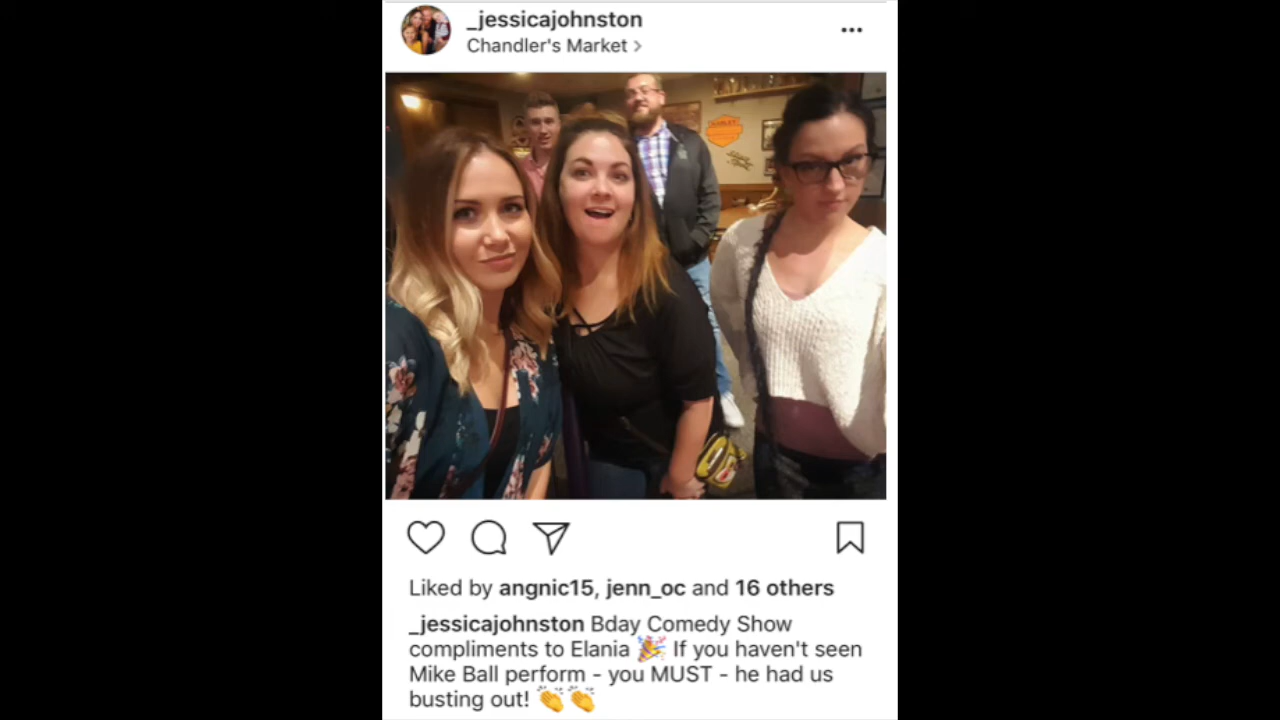 _jessicajohnston
Chandler's Market >
Liked by angnic15, jenn_oc and 16 others
_jessicajohnston Bday Comedy Show
compliments to Elania 🎉 If you haven't seen
Mike Ball perform - you MUST - he had us
busting out! 👏👏